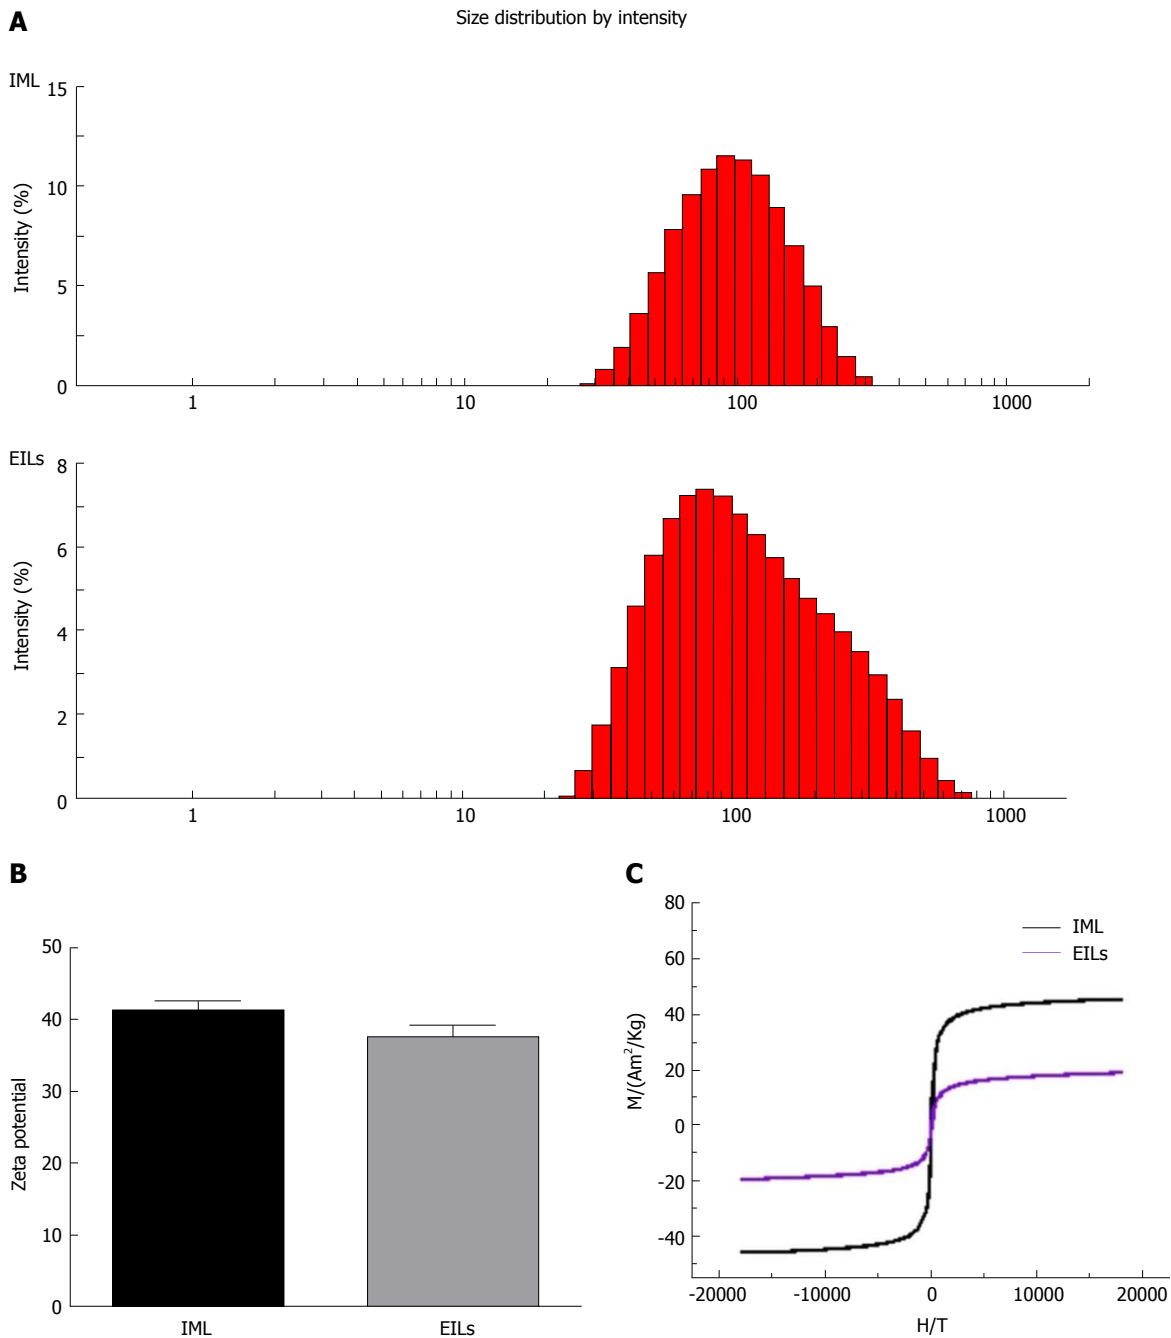 A
Size distribution by intensity
IML
15
10
5
0
Intensity (%)
1 10 100 1000
EILs
8
6
4
2
0
Intensity (%)
1 10 100 1000
B
50
40
30
20
10
0
Zeta potential
IML EILs
C
80
60
40
20
0
-20
-40
M/(Am²/Kg)
IML
EILs
-20000 -10000 0 10000 20000
H/T